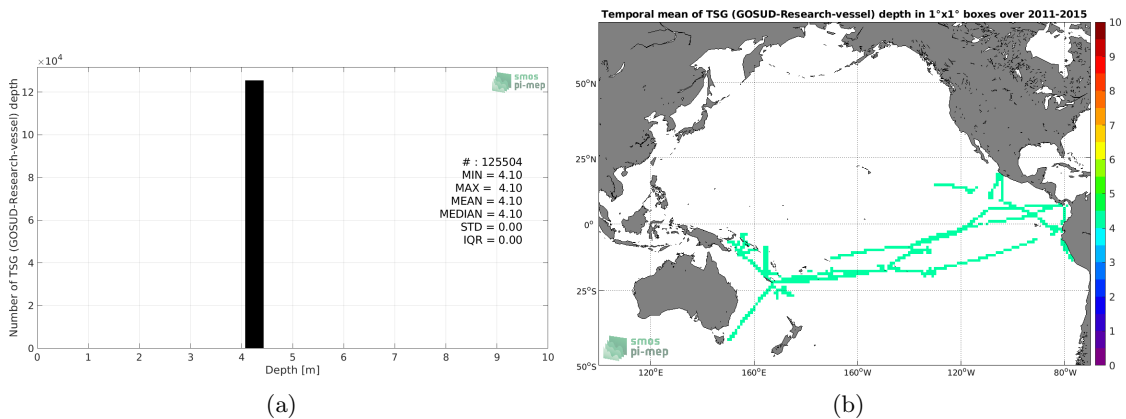 ×10⁴
12
10
8
6
4
2
0
Number of TSG (GOSUD-Research-vessel) depth
0 1 2 3 4 5 6 7 8 9 10
Depth [m]
smos
pi-mep
# : 125504
MIN = 4.10
MAX = 4.10
MEAN = 4.10
MEDIAN = 4.10
STD = 0.00
IQR = 0.00
(a)
Temporal mean of TSG (GOSUD-Research-vessel) depth in 1°x1° boxes over 2011-2015
50°N
25°N
0°
25°S
50°S
120°E 160°E 160°W 120°W 80°W
smos
pi-mep
10
9
8
7
6
5
4
3
2
1
0
(b)